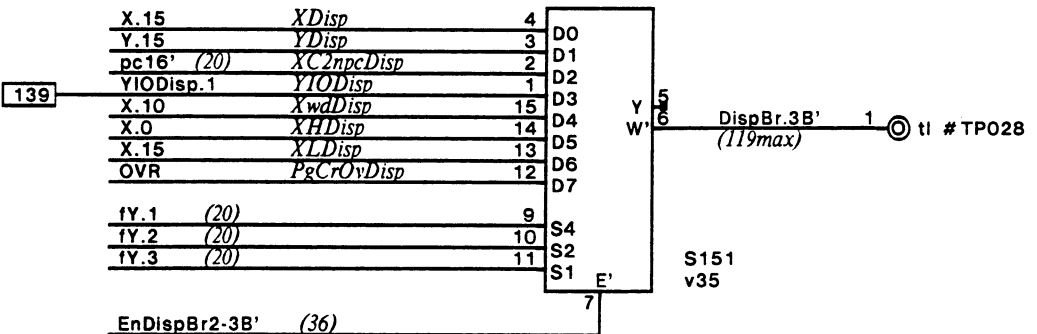 X.15 XDisp 4 D0
Y.15 YDisp 3 D1
pc16' (20) XC2npcDisp 2 D2
139 YIODisp.1 YIODisp 1 D3
X.10 XwdDisp 15 D4
X.0 XHDisp 14 D5
X.15 XLDisp 13 D6
OVR PgCrOvDisp 12 D7
Y 5
W' 6 DispBr.3B' 1 tl #TP028
(119max)
fY.1 (20) 9 S4
fY.2 (20) 10 S2
fY.3 (20) 11 S1
E'
7
S151
v35
EnDispBr2-3B' (36)